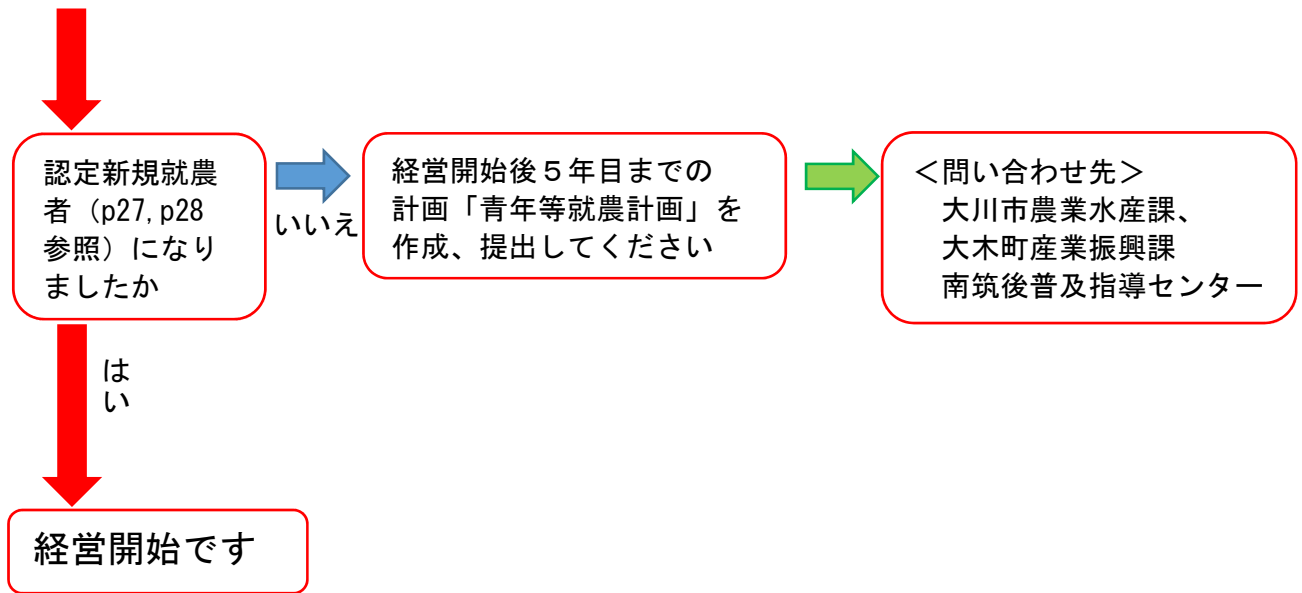 認定新規就農
者（p27,p28
参照）になり
ましたか
いいえ
経営開始後５年目までの
計画「青年等就農計画」を
作成、提出してください
＜問い合わせ先＞
大川市農業水産課、
大木町産業振興課
南筑後普及指導センター
はい
経営開始です